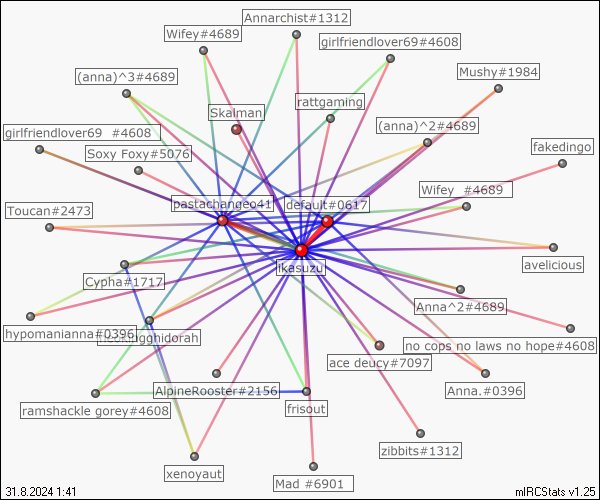 Annarchist#1312
Wifey#4689
girlfriendlover69#4608
(anna)^3#4689
Mushy#1984
rattgaming
Skalman
(anna)^2#4689
girlfriendlover69 #4608
Soxy Foxy#5076
fakedingo
Wifey #4689
pastachangeo41
default#0617
Toucan#2473
avelicious
ikasuzu
Cypha#1717
Anna^2#4689
hypomanianna#0396
no cops no laws no hope#4608
ace deucy#7097
AlpineRooster#2156
Anna.#0396
ramshackle gorey#4608
frisout
zibbits#1312
xenoyaut
Mad #6901
31.8.2024 1:41
mIRCStats v1.25